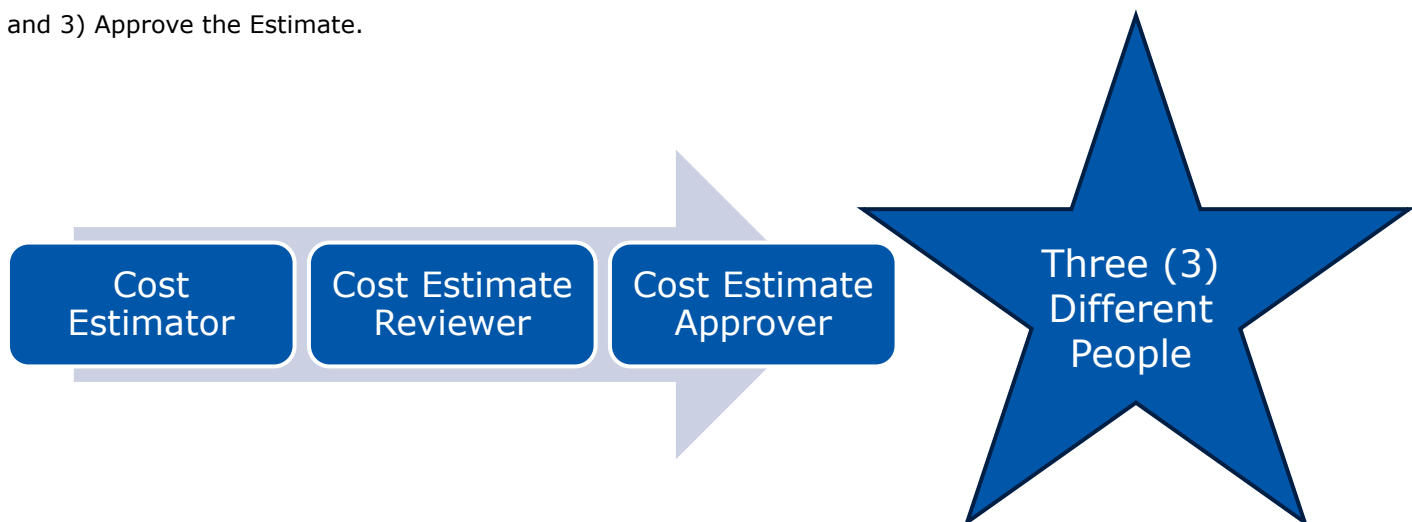 and 3) Approve the Estimate.
Cost
Estimator
Cost Estimate
Reviewer
Cost Estimate
Approver
Three (3)
Different
People